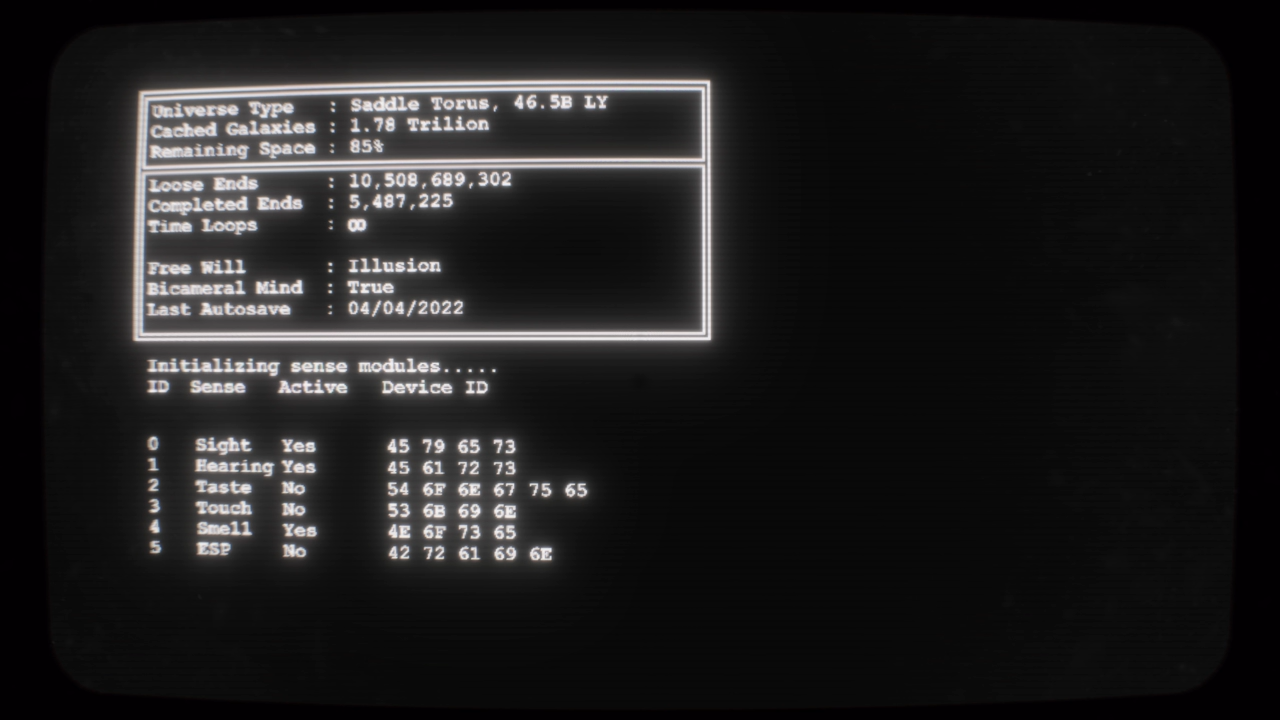 Universe Type : Saddle Torus, 46.5B LY
Cached Galaxies : 1.78 Trilion
Remaining Space : 85%
Loose Ends : 10,508,689,302
Completed Ends : 5,487,225
Time Loops : ∞
Free Will : Illusion
Bicameral Mind : True
Last Autosave : 04/04/2022
Initializing sense modules.....
ID Sense Active Device ID
0 Sight Yes 45 79 65 73
1 Hearing Yes 45 61 72 73
2 Taste No 54 6F 6E 67 75 65
3 Touch No 53 6B 69 6E
4 Smell Yes 4E 6F 73 65
5 ESP No 42 72 61 69 6E